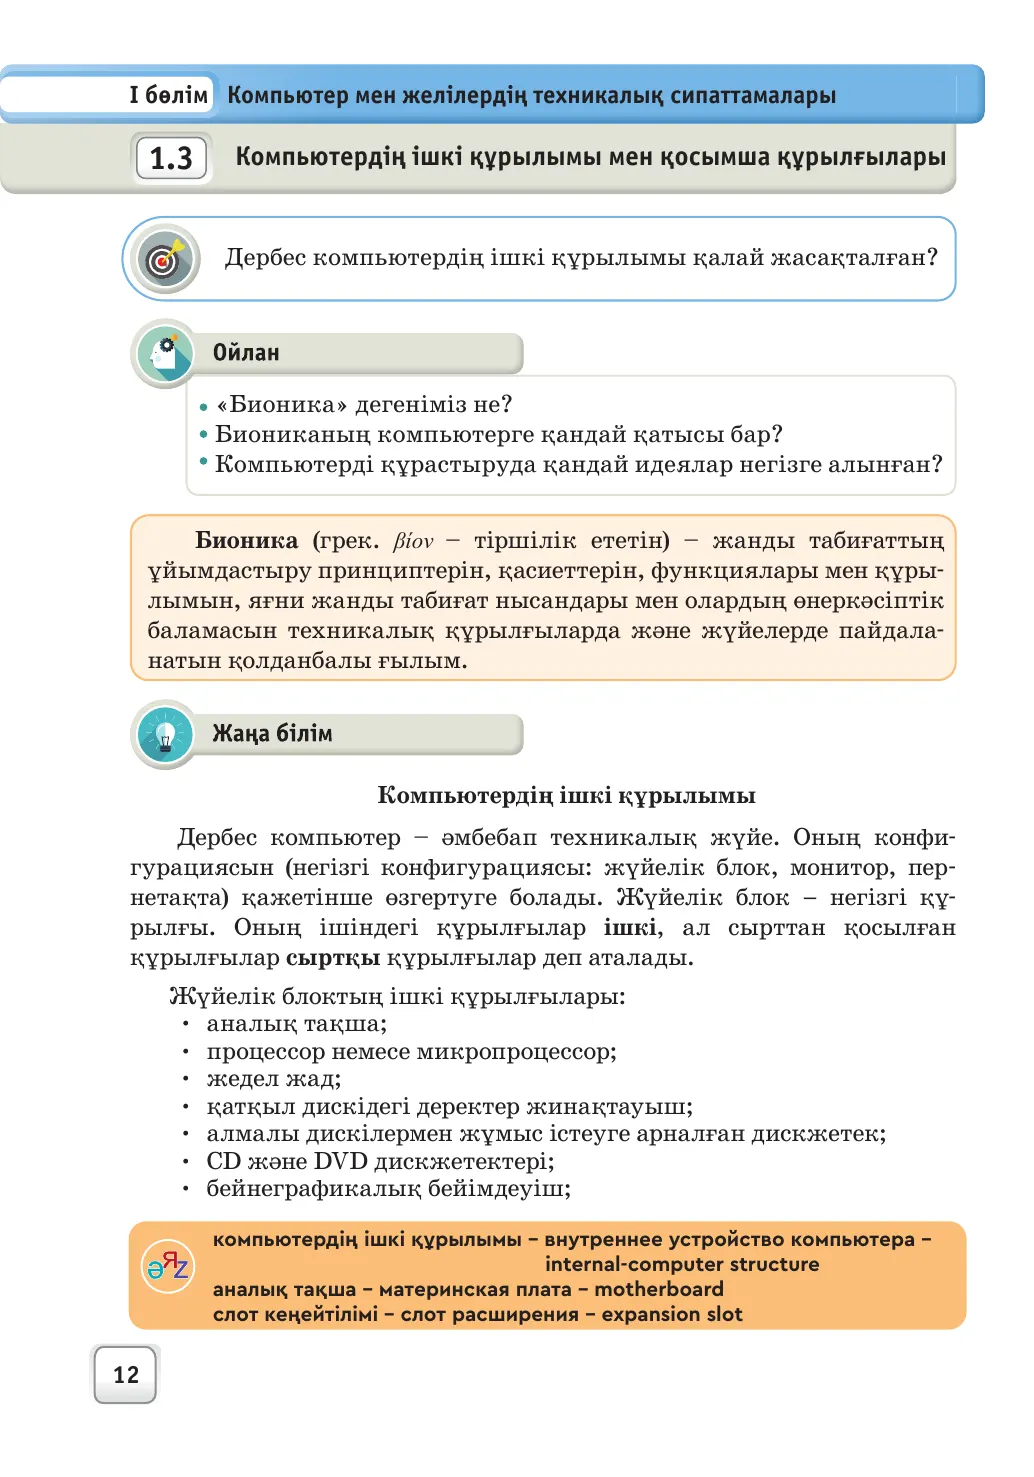 I бөлім Компьютер мен желілердің техникалық сипаттамалары
1.3 Компьютердің ішкі құрылымы мен қосымша құрылғылары
Дербес компьютердің ішкі құрылымы қалай жасақталған?
Ойлан
• «Бионика» дегеніміз не?
• Биониканың компьютерге қандай қатысы бар?
• Компьютерді құрастыруда қандай идеялар негізге алынған?
Бионика (грек. βίον – тіршілік ететін) – жанды табиғаттың
ұйымдастыру принциптерін, қасиеттерін, функциялары мен құры-
лымын, яғни жанды табиғат нысандары мен олардың өнеркәсіптік
баламасын техникалық құрылғыларда және жүйелерде пайдала-
натын қолданбалы ғылым.
Жаңа білім
Компьютердің ішкі құрылымы
Дербес компьютер – әмбебап техникалық жүйе. Оның конфи-
гурациясын (негізгі конфигурациясы: жүйелік блок, монитор, пер-
нетақта) қажетінше өзгертуге болады. Жүйелік блок – негізгі құ-
рылғы. Оның ішіндегі құрылғылар ішкі, ал сырттан қосылған
құрылғылар сыртқы құрылғылар деп аталады.
Жүйелік блоктың ішкі құрылғылары:
• аналық тақша;
• процессор немесе микропроцессор;
• жедел жад;
• қатқыл дискідегі деректер жинақтауыш;
• алмалы дискілермен жұмыс істеуге арналған дискжетек;
• CD және DVD дискжетектері;
• бейнеграфикалық бейімдеуіш;
әЯZ
компьютердің ішкі құрылымы – внутреннее устройство компьютера –
internal-computer structure
аналық тақша – материнская плата – motherboard
слот кеңейтілімі – слот расширения – expansion slot
12